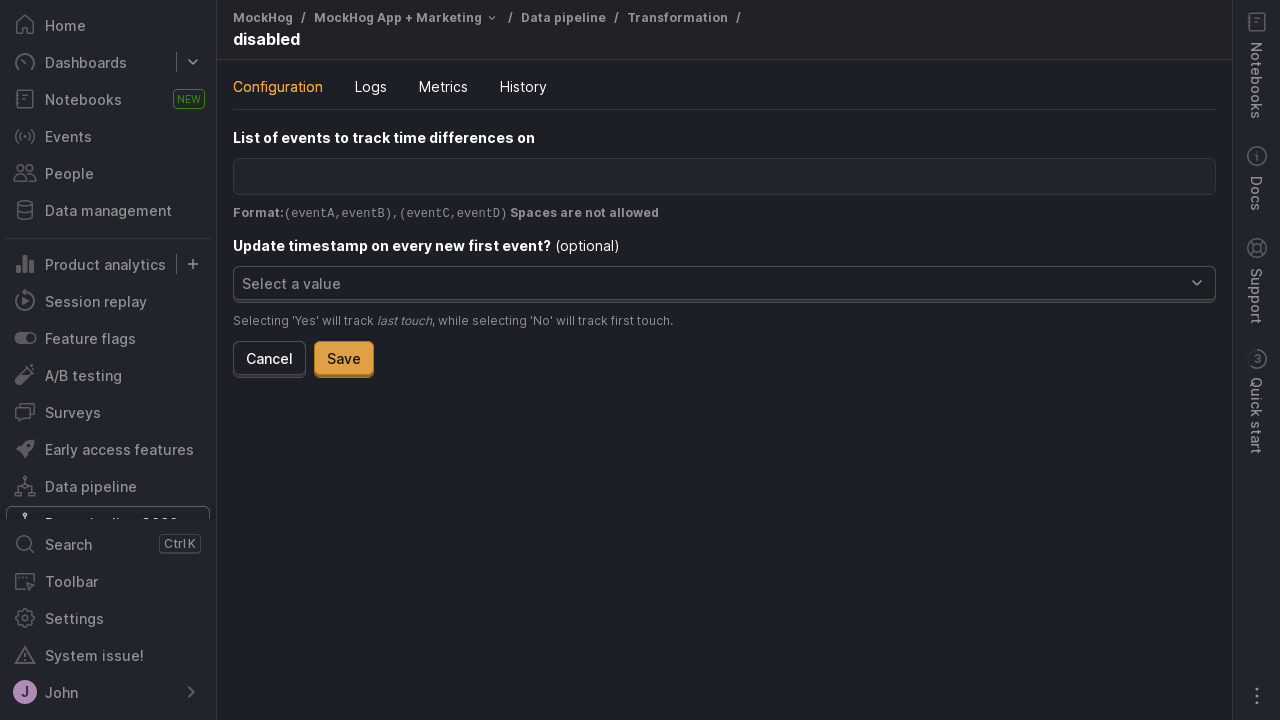 MockHog / MockHog App + Marketing / Data pipeline / Transformation /
disabled
Home
Dashboards
Notebooks NEW
Events
People
Data management
Product analytics
Session replay
Feature flags
A/B testing
Surveys
Early access features
Data pipeline
Search Ctrl K
Toolbar
Settings
System issue!
J John
Configuration Logs Metrics History
List of events to track time differences on
Format:(eventA,eventB),(eventC,eventD) Spaces are not allowed
Update timestamp on every new first event? (optional)
Select a value
Selecting 'Yes' will track last touch, while selecting 'No' will track first touch.
Cancel Save
Notebooks
Docs
Support
3 Quick start